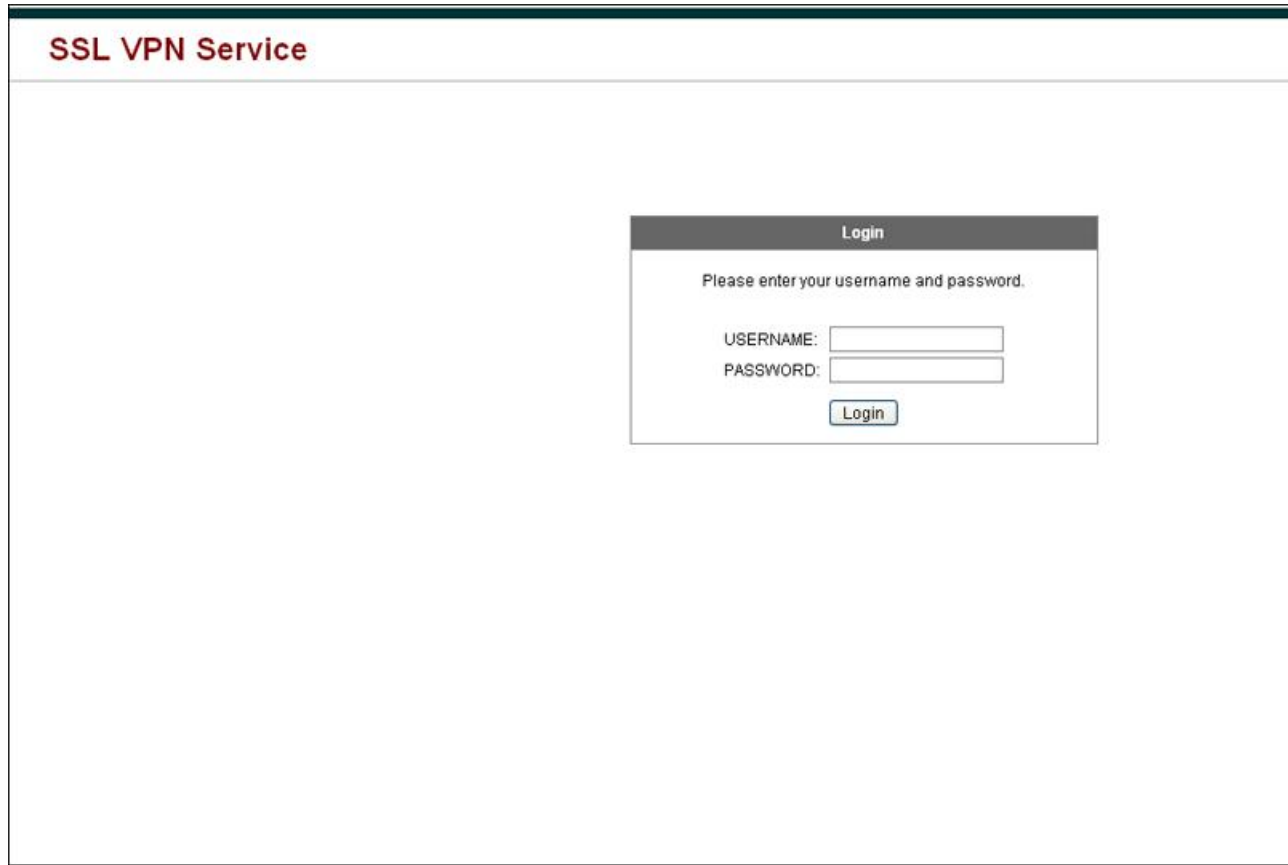 SSL VPN Service
Login
Please enter your username and password.
USERNAME:
PASSWORD:
Login